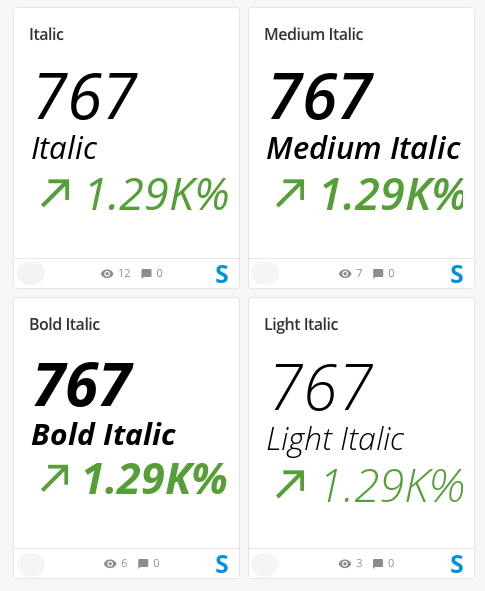 Italic
767
Italic
↗ 1.29K%
12 0 S
Medium Italic
767
Medium Italic
↗ 1.29K%
7 0 S
Bold Italic
767
Bold Italic
↗ 1.29K%
6 0 S
Light Italic
767
Light Italic
↗ 1.29K%
3 0 S